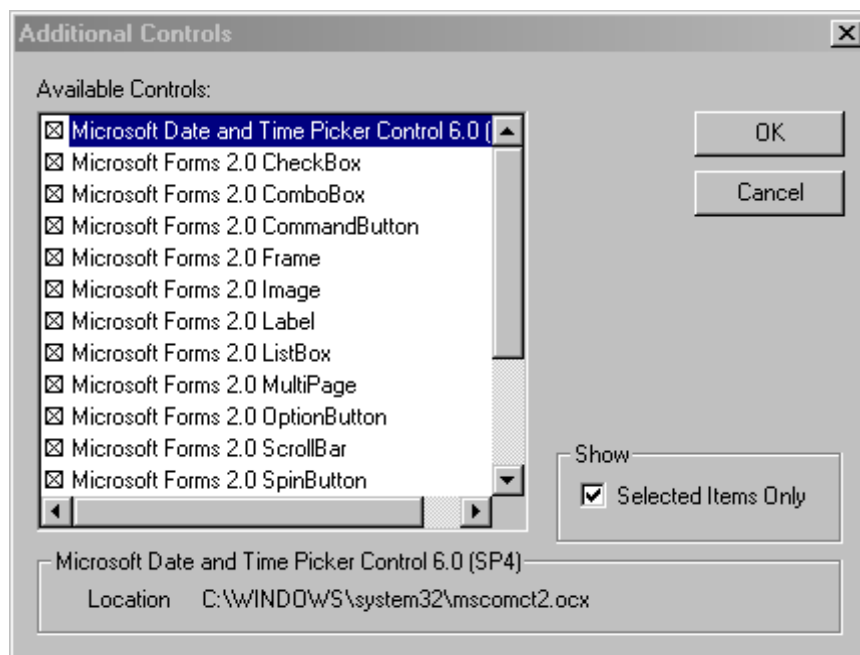 Additional Controls
Available Controls:
Microsoft Date and Time Picker Control 6.0 (
Microsoft Forms 2.0 CheckBox
Microsoft Forms 2.0 ComboBox
Microsoft Forms 2.0 CommandButton
Microsoft Forms 2.0 Frame
Microsoft Forms 2.0 Image
Microsoft Forms 2.0 Label
Microsoft Forms 2.0 ListBox
Microsoft Forms 2.0 MultiPage
Microsoft Forms 2.0 OptionButton
Microsoft Forms 2.0 ScrollBar
Microsoft Forms 2.0 SpinButton
OK
Cancel
Show
Selected Items Only
Microsoft Date and Time Picker Control 6.0 (SP4)
Location C:\WINDOWS\system32\mscomct2.ocx